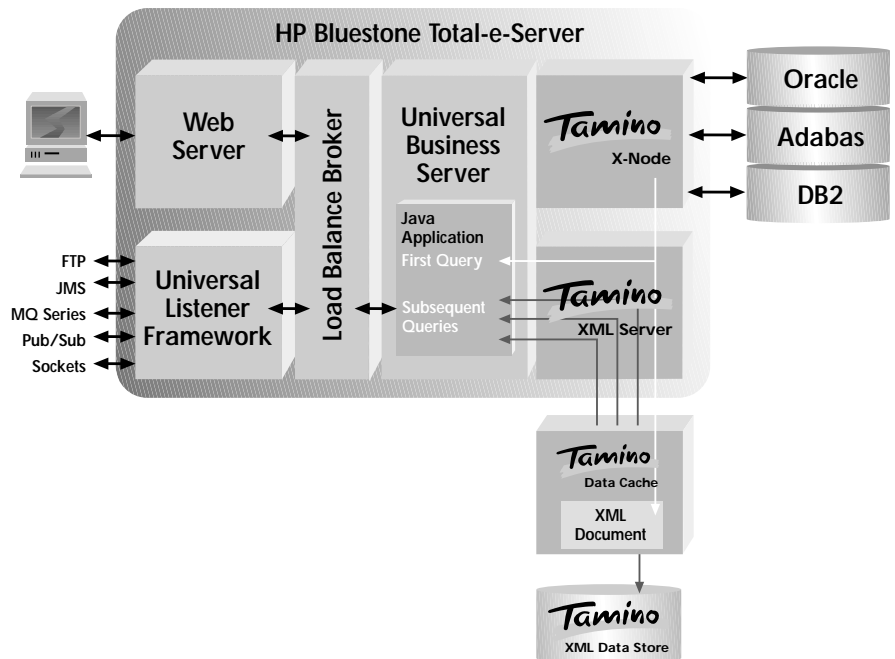 HP Bluestone Total-e-Server
Web
Server
Load Balance Broker
Universal
Business
Server
Tamino
X-Node
Oracle
Adabas
DB2
Java
Application
First Query
Subsequent
Queries
FTP
JMS
MQ Series
Pub/Sub
Sockets
Universal
Listener
Framework
Tamino
XML Server
Tamino
Data Cache
XML
Document
Tamino
XML Data Store